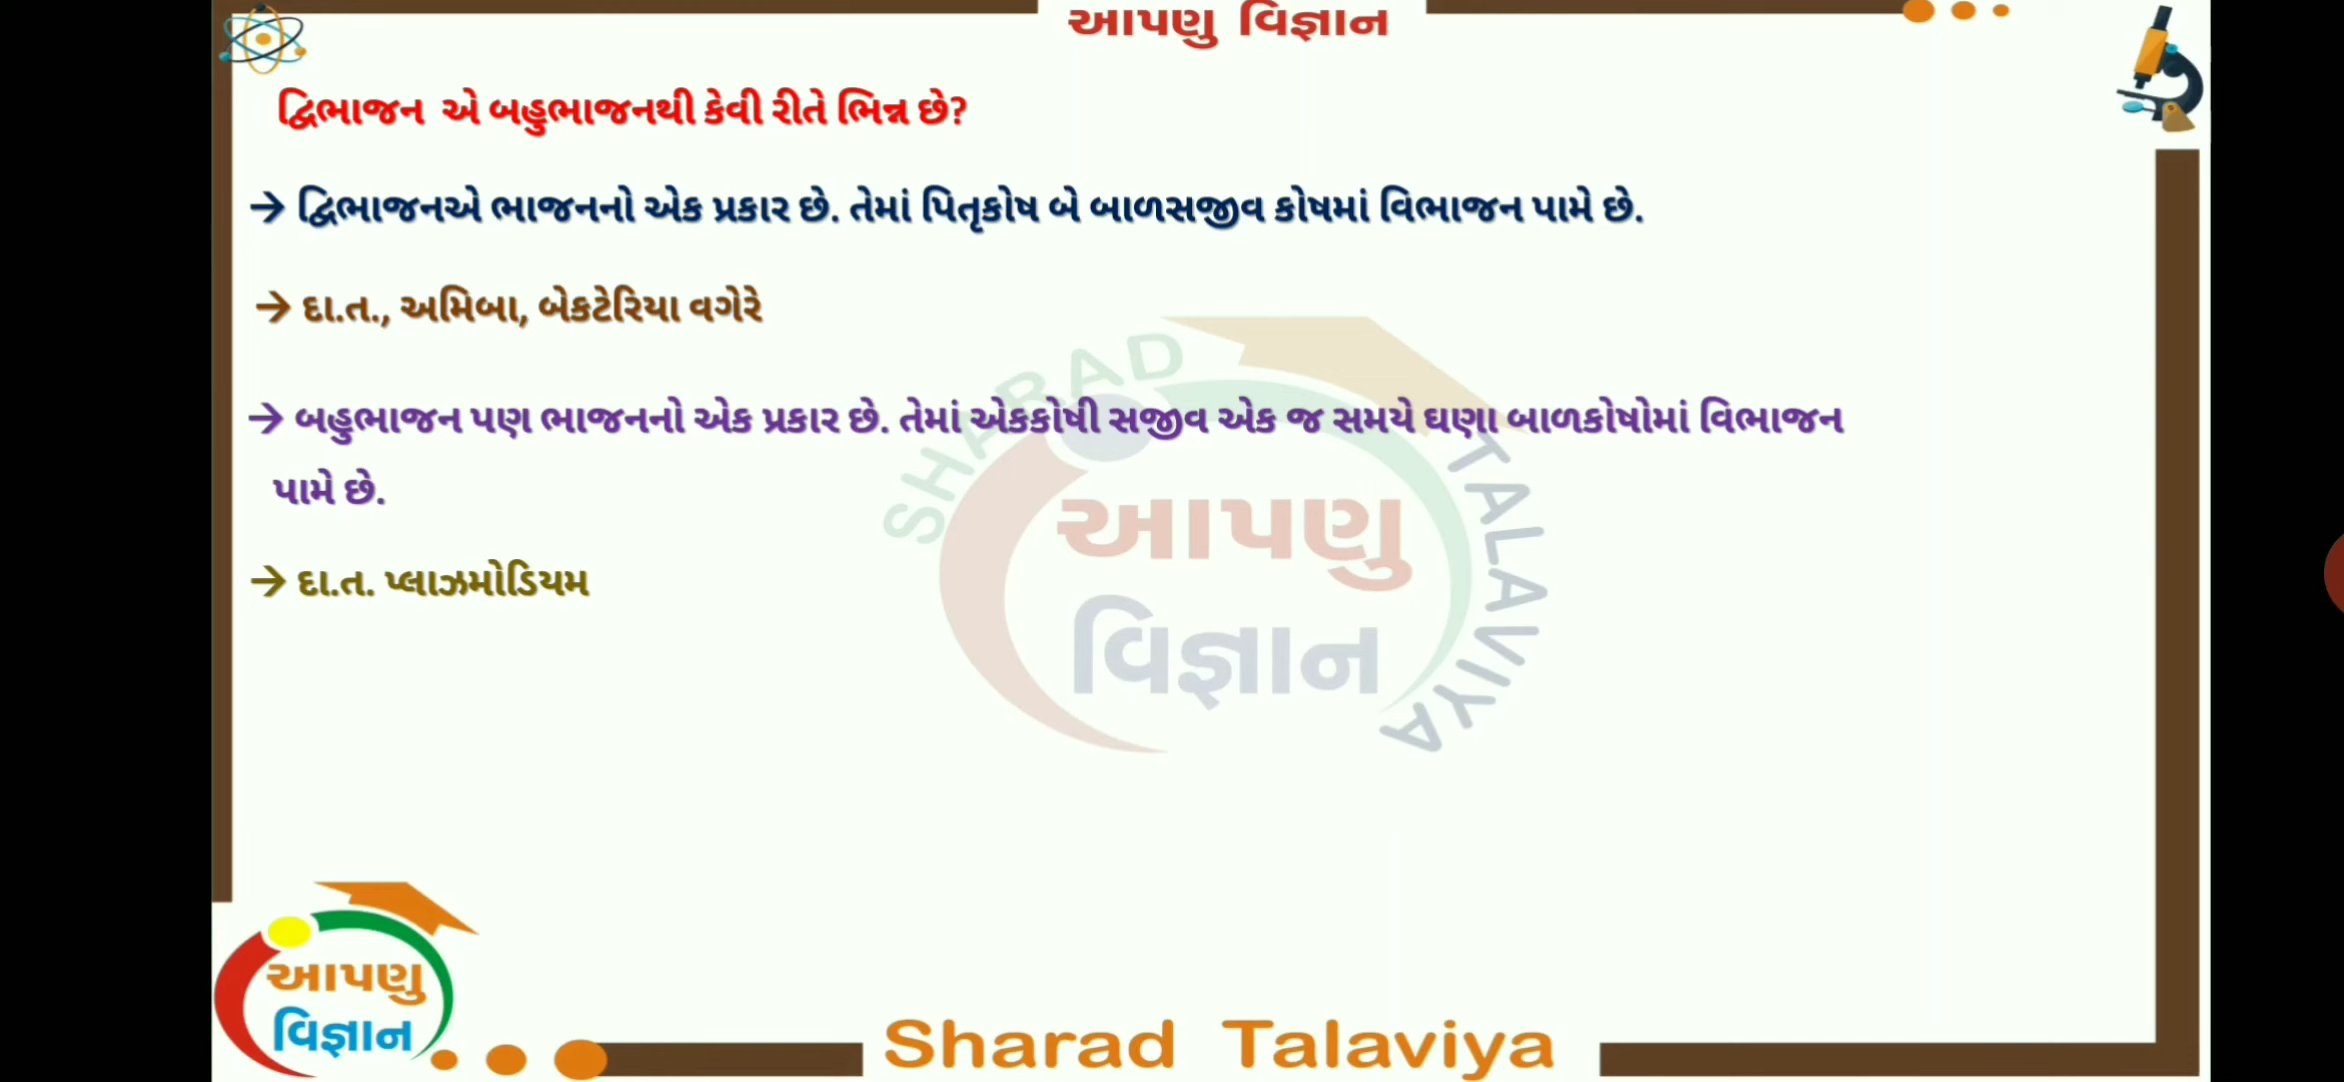 આપણુ વિજ્ઞાન
દ્વિભાજન એ બહુભાજનથી કેવી રીતે ભિન્ન છે?
→ દ્વિભાજનએ ભાજનનો એક પ્રકાર છે. તેમાં પિતૃકોષ બે બાળસજીવ કોષમાં વિભાજન પામે છે.
→ દા.ત., અમિબા, બેકટેરિયા વગેરે
→ બહુભાજન પણ ભાજનનો એક પ્રકાર છે. તેમાં એકકોષી સજીવ એક જ સમયે ઘણા બાળકોષોમાં વિભાજન
પામે છે.
→ દા.ત. પ્લાઝમોડિયમ
SHARAD TALAVIYA
આપણુ
વિજ્ઞાન
આપણુ
વિજ્ઞાન
Sharad Talaviya